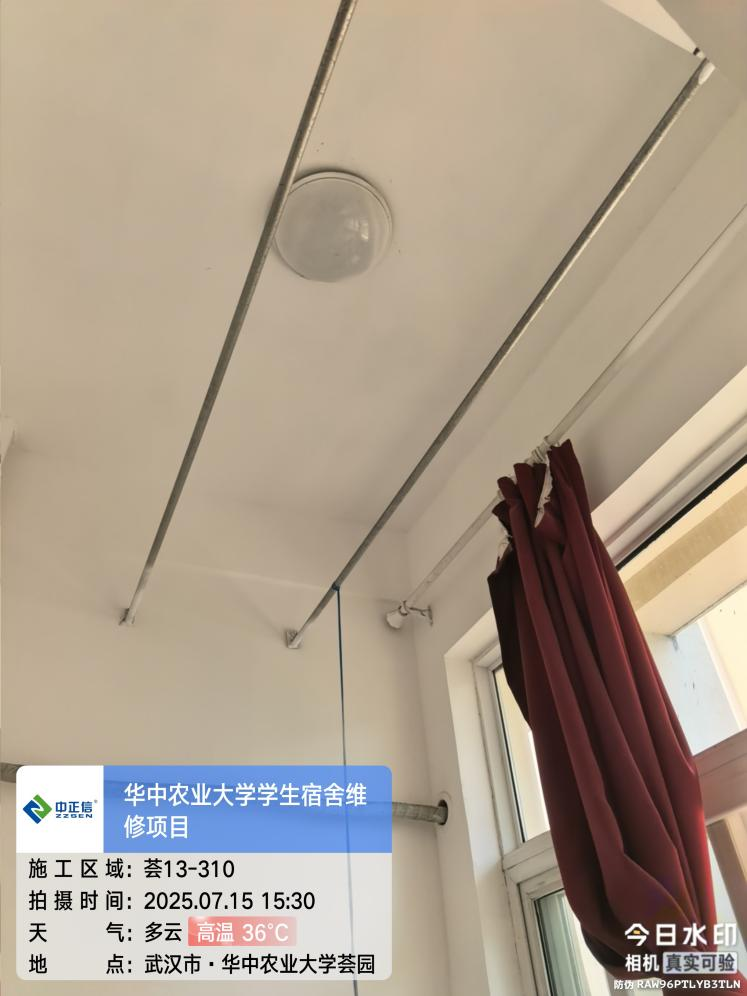 中正信
ZZSEN
华中农业大学学生宿舍维
修项目
施工区域：荟13-310
拍摄时间：2025.07.15 15:30
天气：多云 高温 36°C
地点：武汉市·华中农业大学荟园
今日水印
相机 真实可验
防伪 RAW96PTLYB3TLN